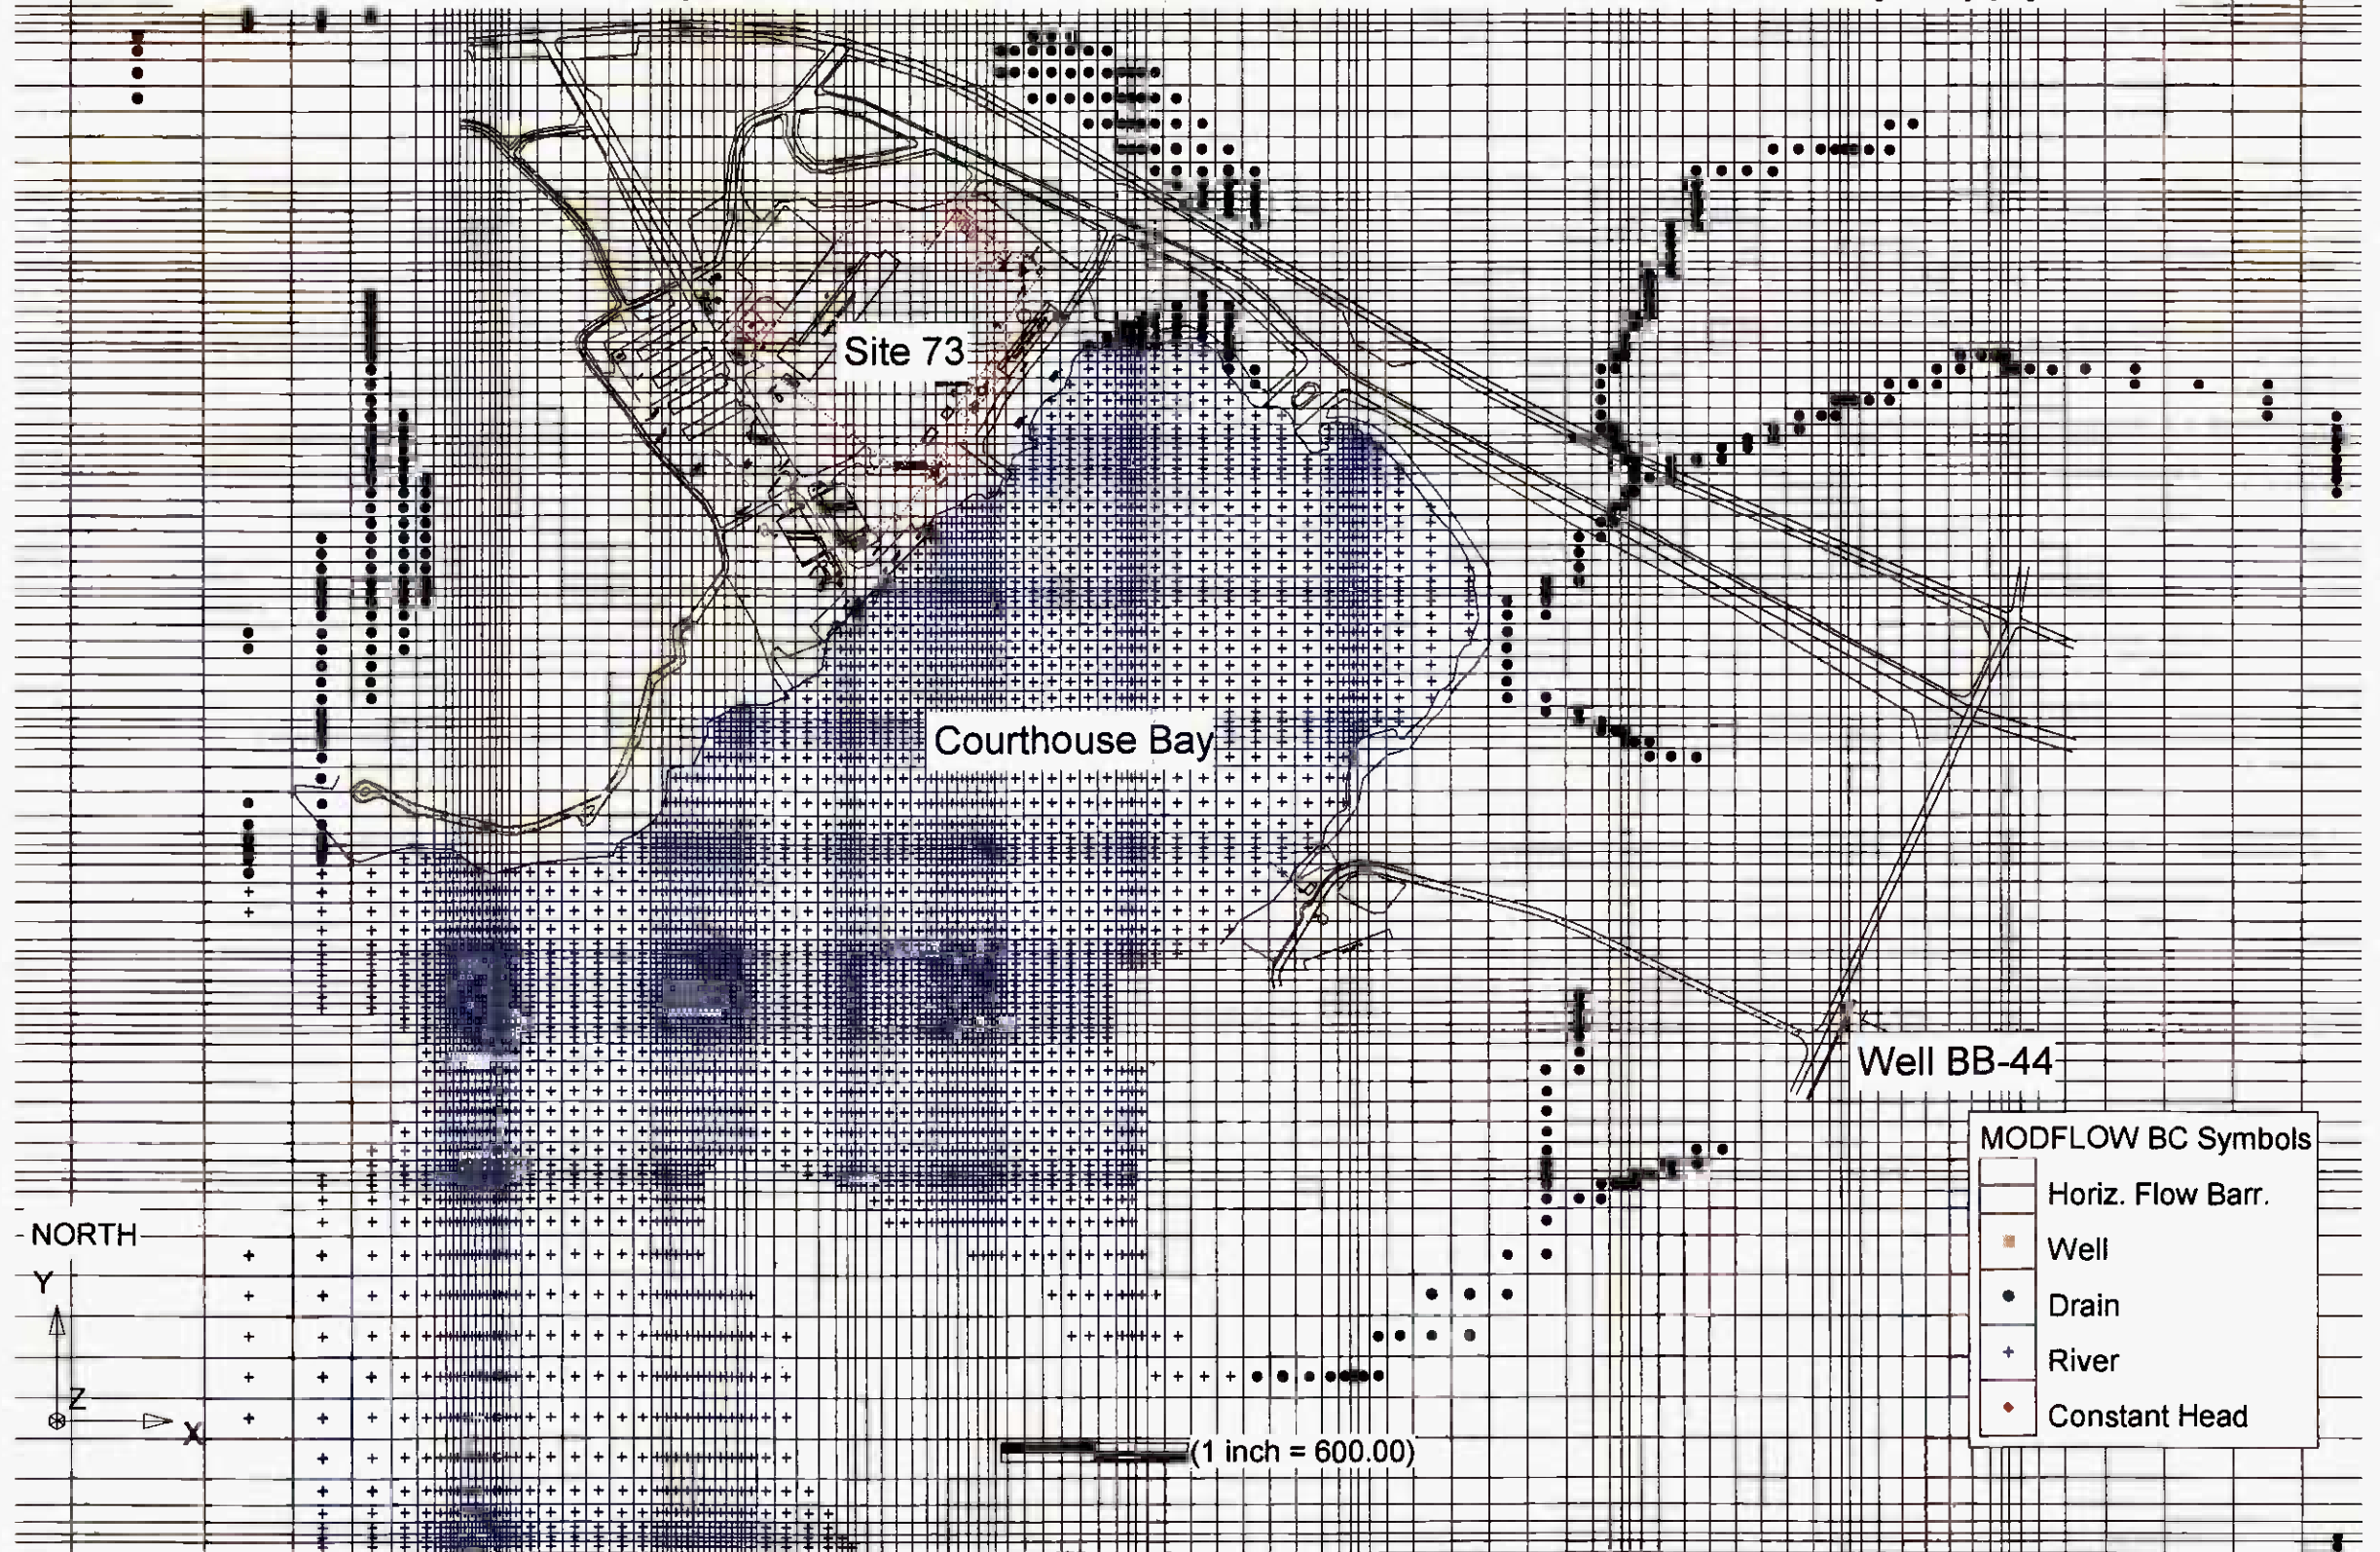 Site 73
Courthouse Bay
Well BB-44
MODFLOW BC Symbols
Horiz. Flow Barr.
Well
Drain
River
Constant Head
NORTH
Y
Z
X
(1 inch = 600.00)